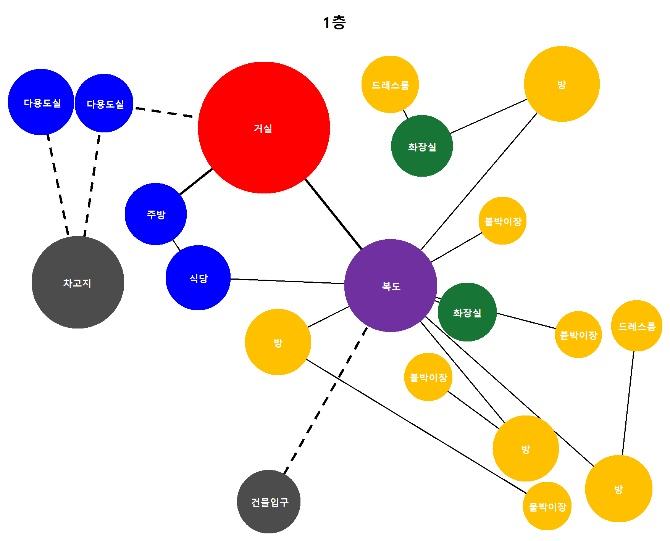 1층
드레스룸
방
다용도실
다용도실
거실
화장실
주방
붙박이장
식당
차고지
복도
화장실
드레스룸
붙박이장
방
붙박이장
방
방
건물입구
붙박이장